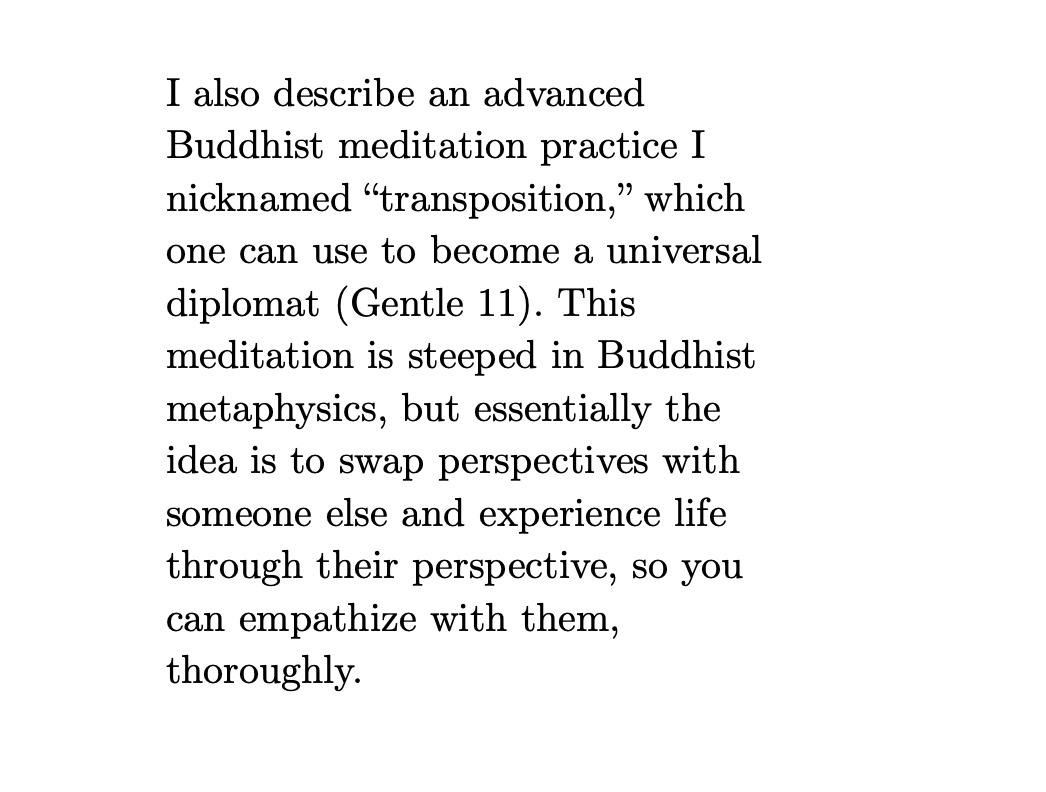 I also describe an advanced
Buddhist meditation practice I
nicknamed “transposition,” which
one can use to become a universal
diplomat (Gentle 11). This
meditation is steeped in Buddhist
metaphysics, but essentially the
idea is to swap perspectives with
someone else and experience life
through their perspective, so you
can empathize with them,
thoroughly.